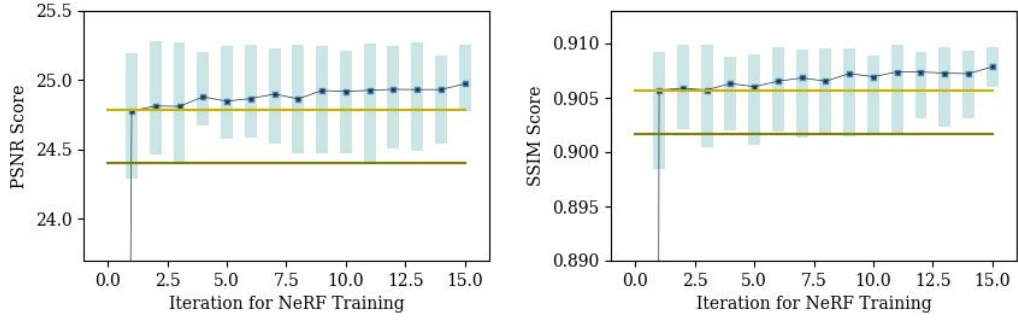 25.5
25.0
24.5
24.0
PSNR Score
0.0 2.5 5.0 7.5 10.0 12.5 15.0
Iteration for NeRF Training
0.910
0.905
0.900
0.895
0.890
SSIM Score
0.0 2.5 5.0 7.5 10.0 12.5 15.0
Iteration for NeRF Training